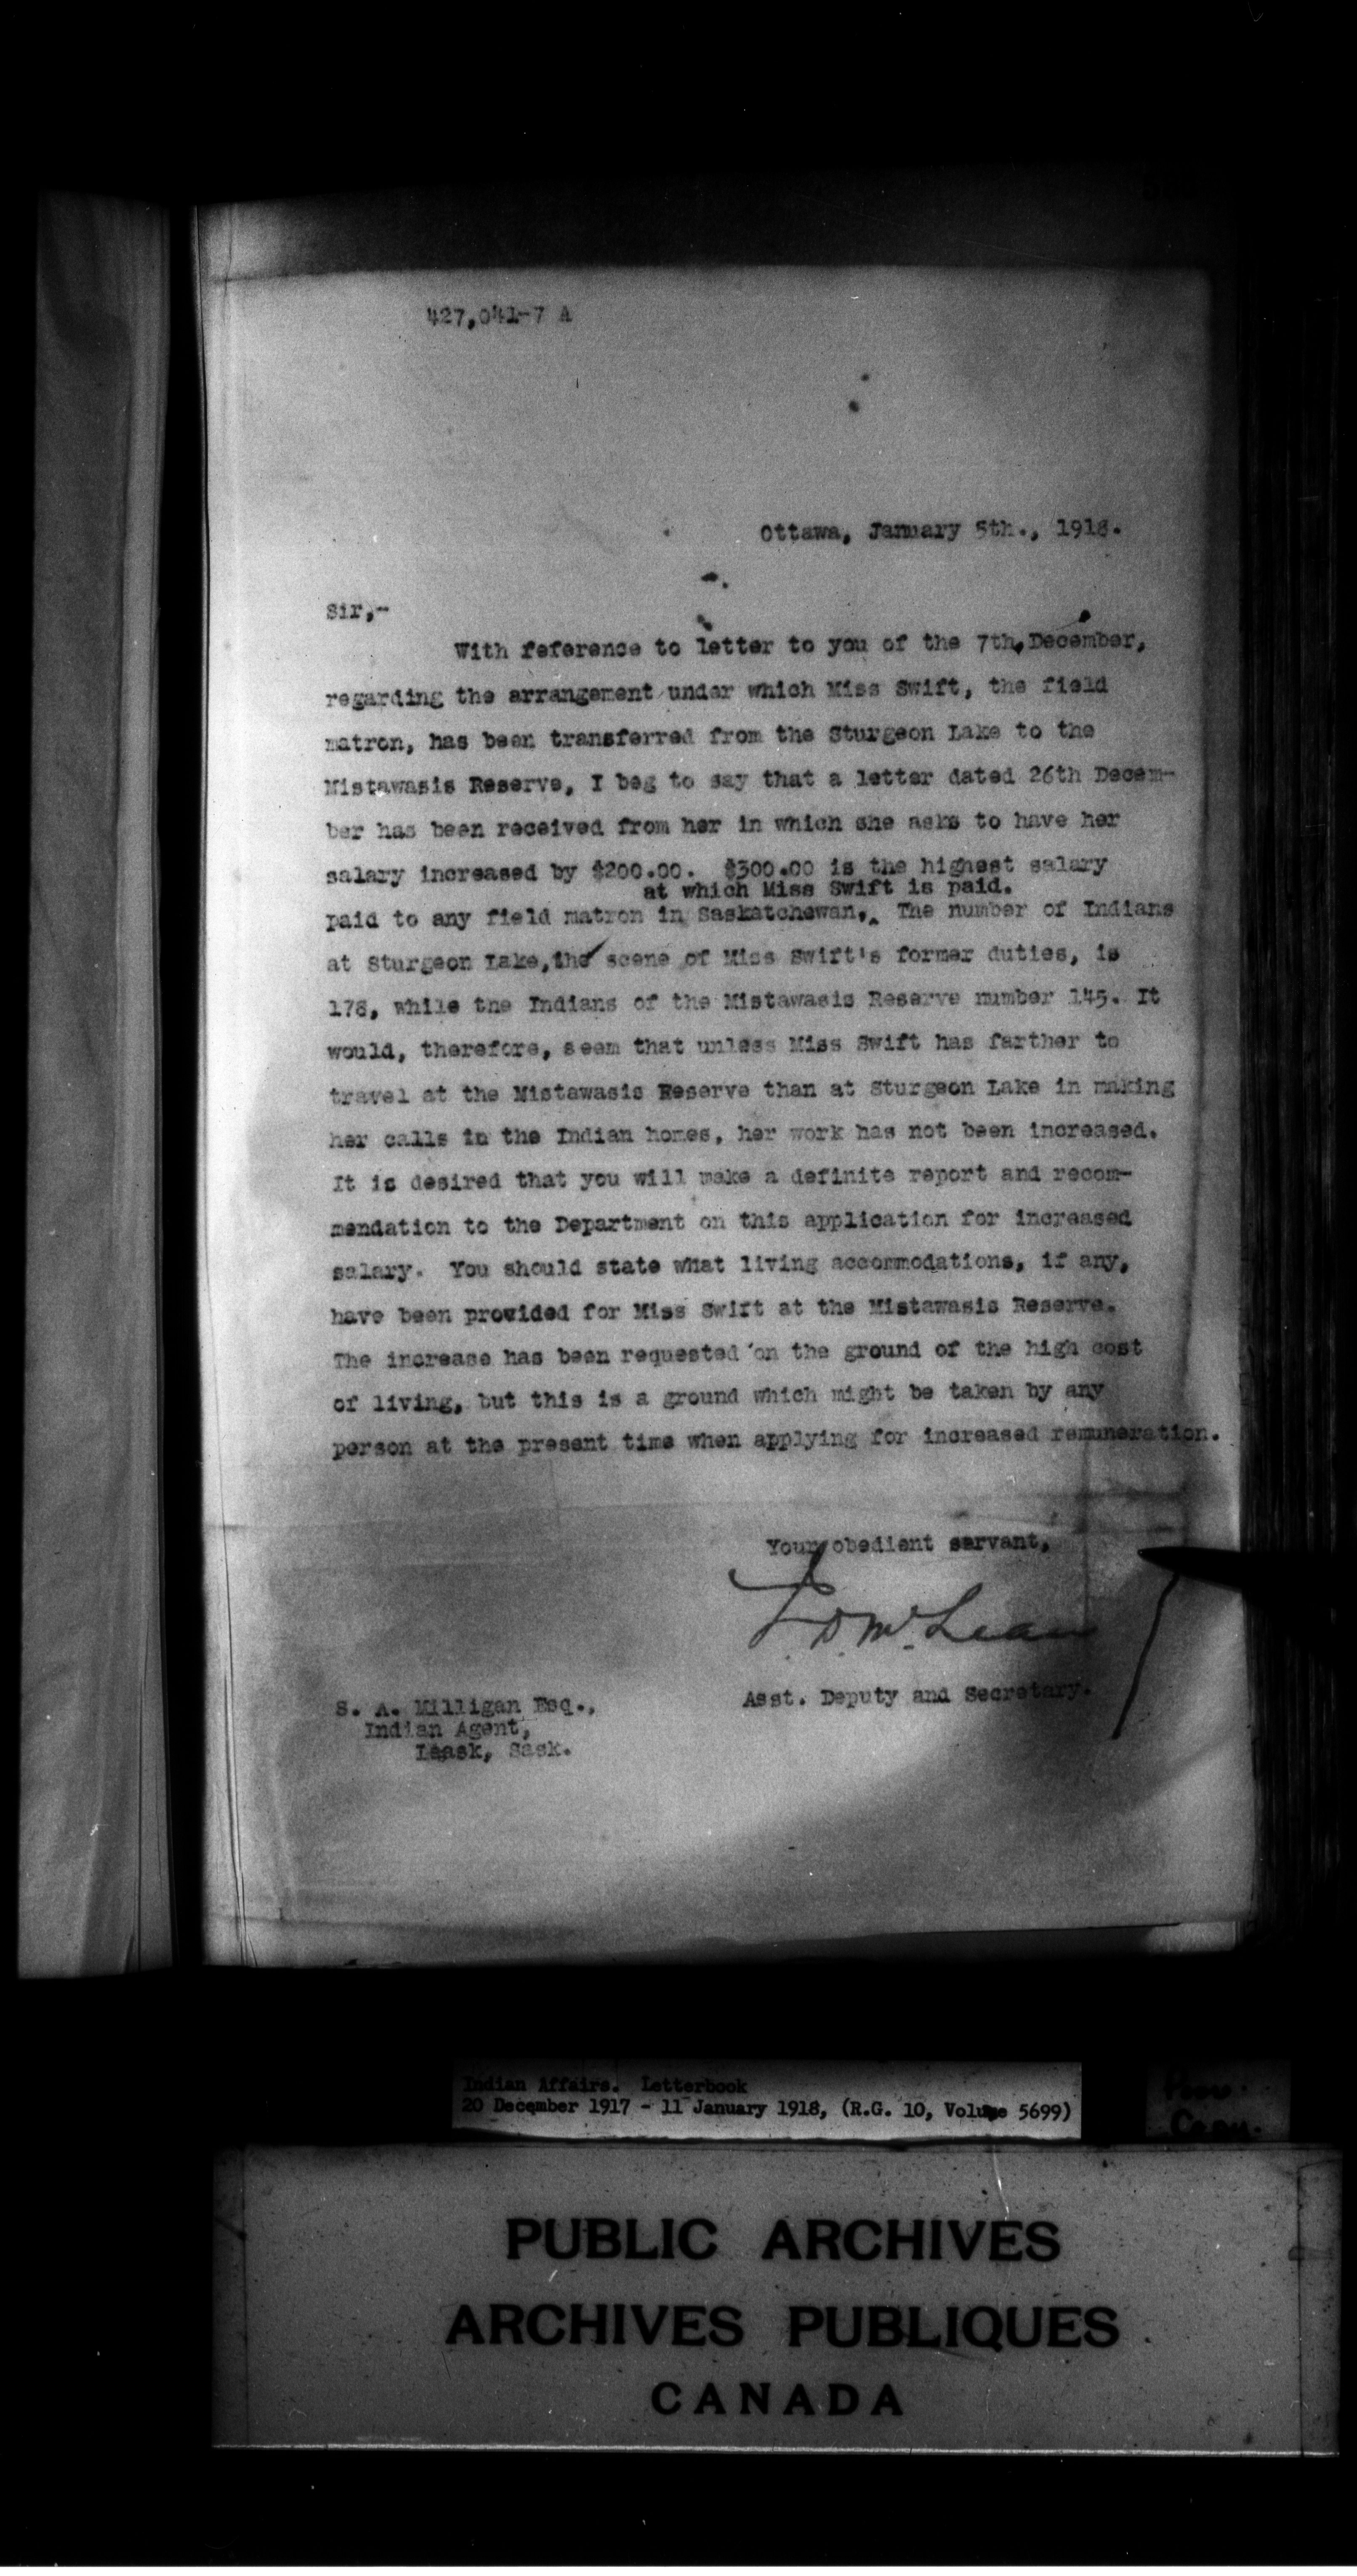 427,041-7 A
Ottawa, January 5th., 1918.
Sir,-
With reference to letter to you of the 7th, December,
regarding the arrangement under which Miss Swift, the field
matron, has been transferred from the Sturgeon Lake to the
Mistawasis Reserve, I beg to say that a letter dated 26th Decem-
ber has been received from her in which she asks to have her
salary increased by $200.00. $300.00 is the highest salary
at which Miss Swift is paid.
paid to any field matron in Saskatchewan,‸ The number of Indians
at Sturgeon Lake, the scene of Miss Swift's former duties, is
178, while the Indians of the Mistawasis Reserve number 145. It
would, therefore, seem that unless Miss Swift has farther to
travel at the Mistawasis Reserve than at Sturgeon Lake in making
her calls in the Indian homes, her work has not been increased.
It is desired that you will make a definite report and recom-
mendation to the Department on this application for increased
salary. You should state what living accommodations, if any,
have been provided for Miss Swift at the Mistawasis Reserve.
The increase has been requested on the ground of the high cost
of living, but this is a ground which might be taken by any
person at the present time when applying for increased remuneration.
Your obedient servant,
J. D. McLean
Asst. Deputy and Secretary.
S. A. Milligan Esq.,
Indian Agent,
Leask, Sask.
Indian Affairs. Letterbook
20 December 1917 - 11 January 1918, (R.G. 10, Volume 5699)
Poor
Copy.
PUBLIC ARCHIVES
ARCHIVES PUBLIQUES
CANADA